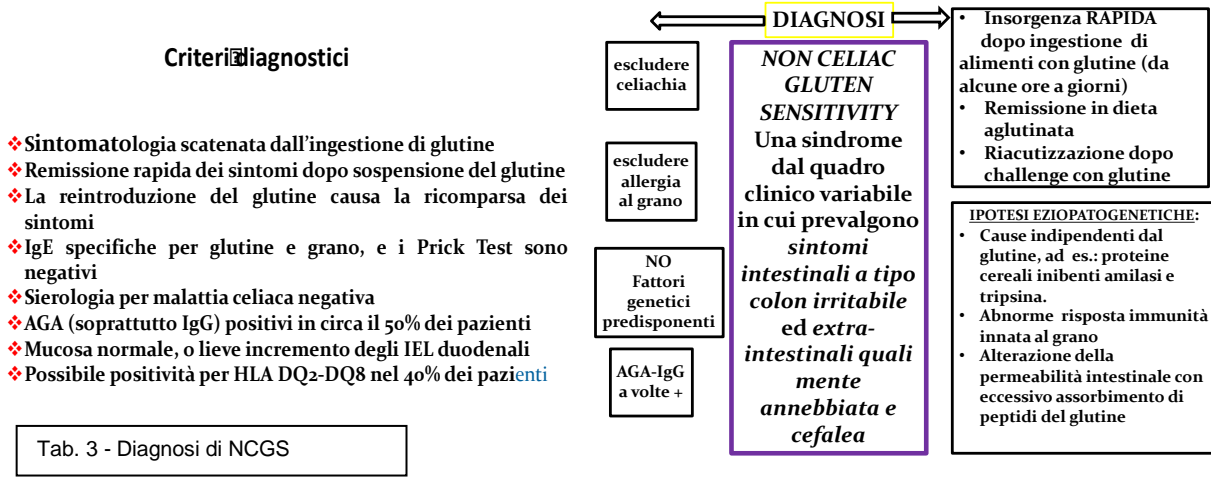 Criteri diagnostici
❖Sintomatologia scatenata dall'ingestione di glutine
❖Remissione rapida dei sintomi dopo sospensione del glutine
❖La reintroduzione del glutine causa la ricomparsa dei
sintomi
❖IgE specifiche per glutine e grano, e i Prick Test sono
negativi
❖Sierologia per malattia celiaca negativa
❖AGA (soprattutto IgG) positivi in circa il 50% dei pazienti
❖Mucosa normale, o lieve incremento degli IEL duodenali
❖Possibile positività per HLA DQ2-DQ8 nel 40% dei pazienti
Tab. 3 - Diagnosi di NCGS
DIAGNOSI
escludere
celiachia
escludere
allergia
al grano
NO
Fattori
genetici
predisponenti
AGA-IgG
a volte +
NON CELIAC
GLUTEN
SENSITIVITY
Una sindrome
dal quadro
clinico variabile
in cui prevalgono
sintomi
intestinali a tipo
colon irritabile
ed extra-
intestinali quali
mente
annebbiata e
cefalea
• Insorgenza RAPIDA
dopo ingestione di
alimenti con glutine (da
alcune ore a giorni)
• Remissione in dieta
aglutinata
• Riacutizzazione dopo
challenge con glutine
IPOTESI EZIOPATOGENETICHE:
• Cause indipendenti dal
glutine, ad es.: proteine
cereali inibenti amilasi e
tripsina.
• Abnorme risposta immunità
innata al grano
• Alterazione della
permeabilità intestinale con
eccessivo assorbimento di
peptidi del glutine